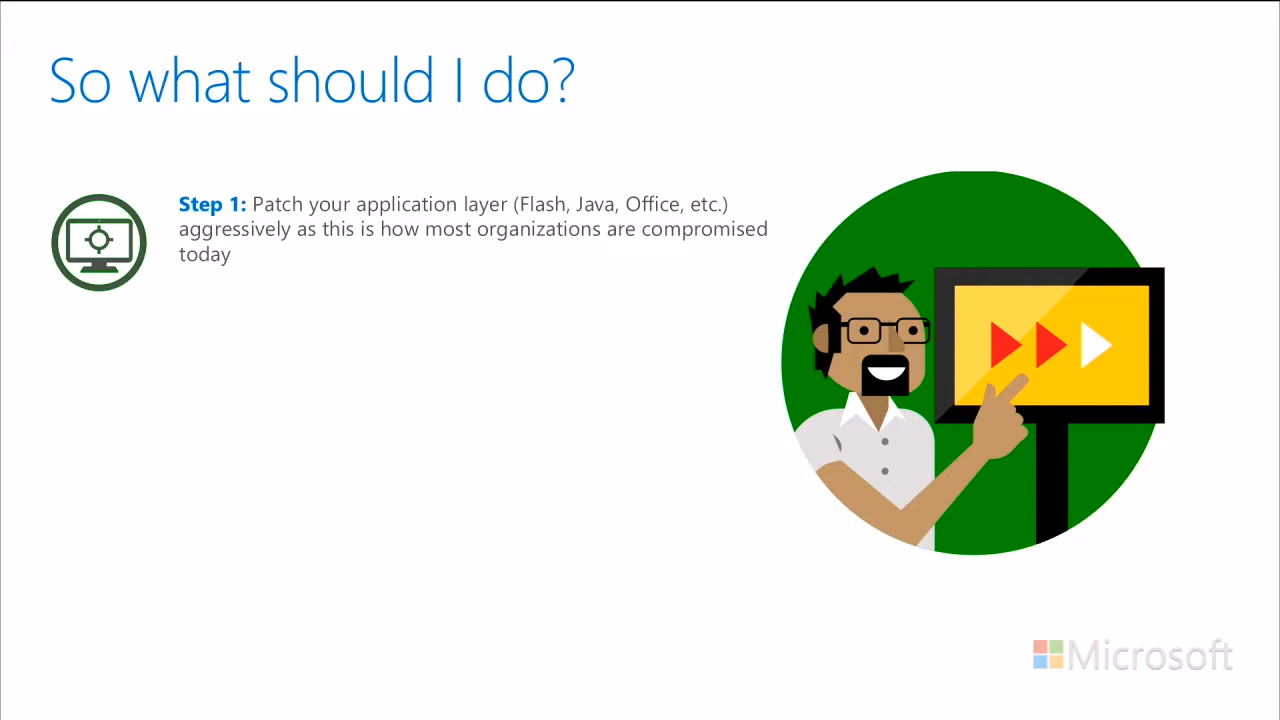 So what should I do?
Step 1: Patch your application layer (Flash, Java, Office, etc.)
aggressively as this is how most organizations are compromised
today
Microsoft